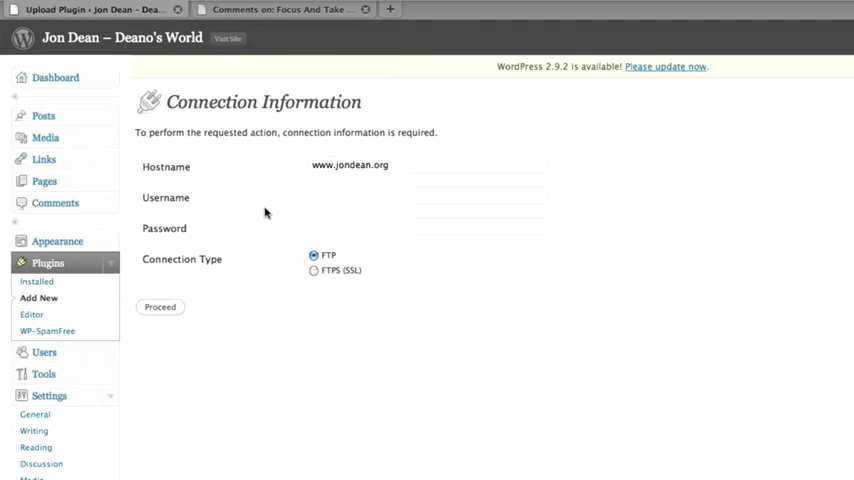 Upload Plugin ‹ Jon Dean – Dea...
Comments on: Focus And Take ...
Jon Dean – Deano's World
Visit Site
WordPress 2.9.2 is available! Please update now.
Dashboard
Posts
Media
Links
Pages
Comments
Appearance
Plugins
Installed
Add New
Editor
WP-SpamFree
Users
Tools
Settings
General
Writing
Reading
Discussion
Media
Connection Information
To perform the requested action, connection information is required.
Hostname www.jondean.org
Username
Password
Connection Type FTP
FTPS (SSL)
Proceed